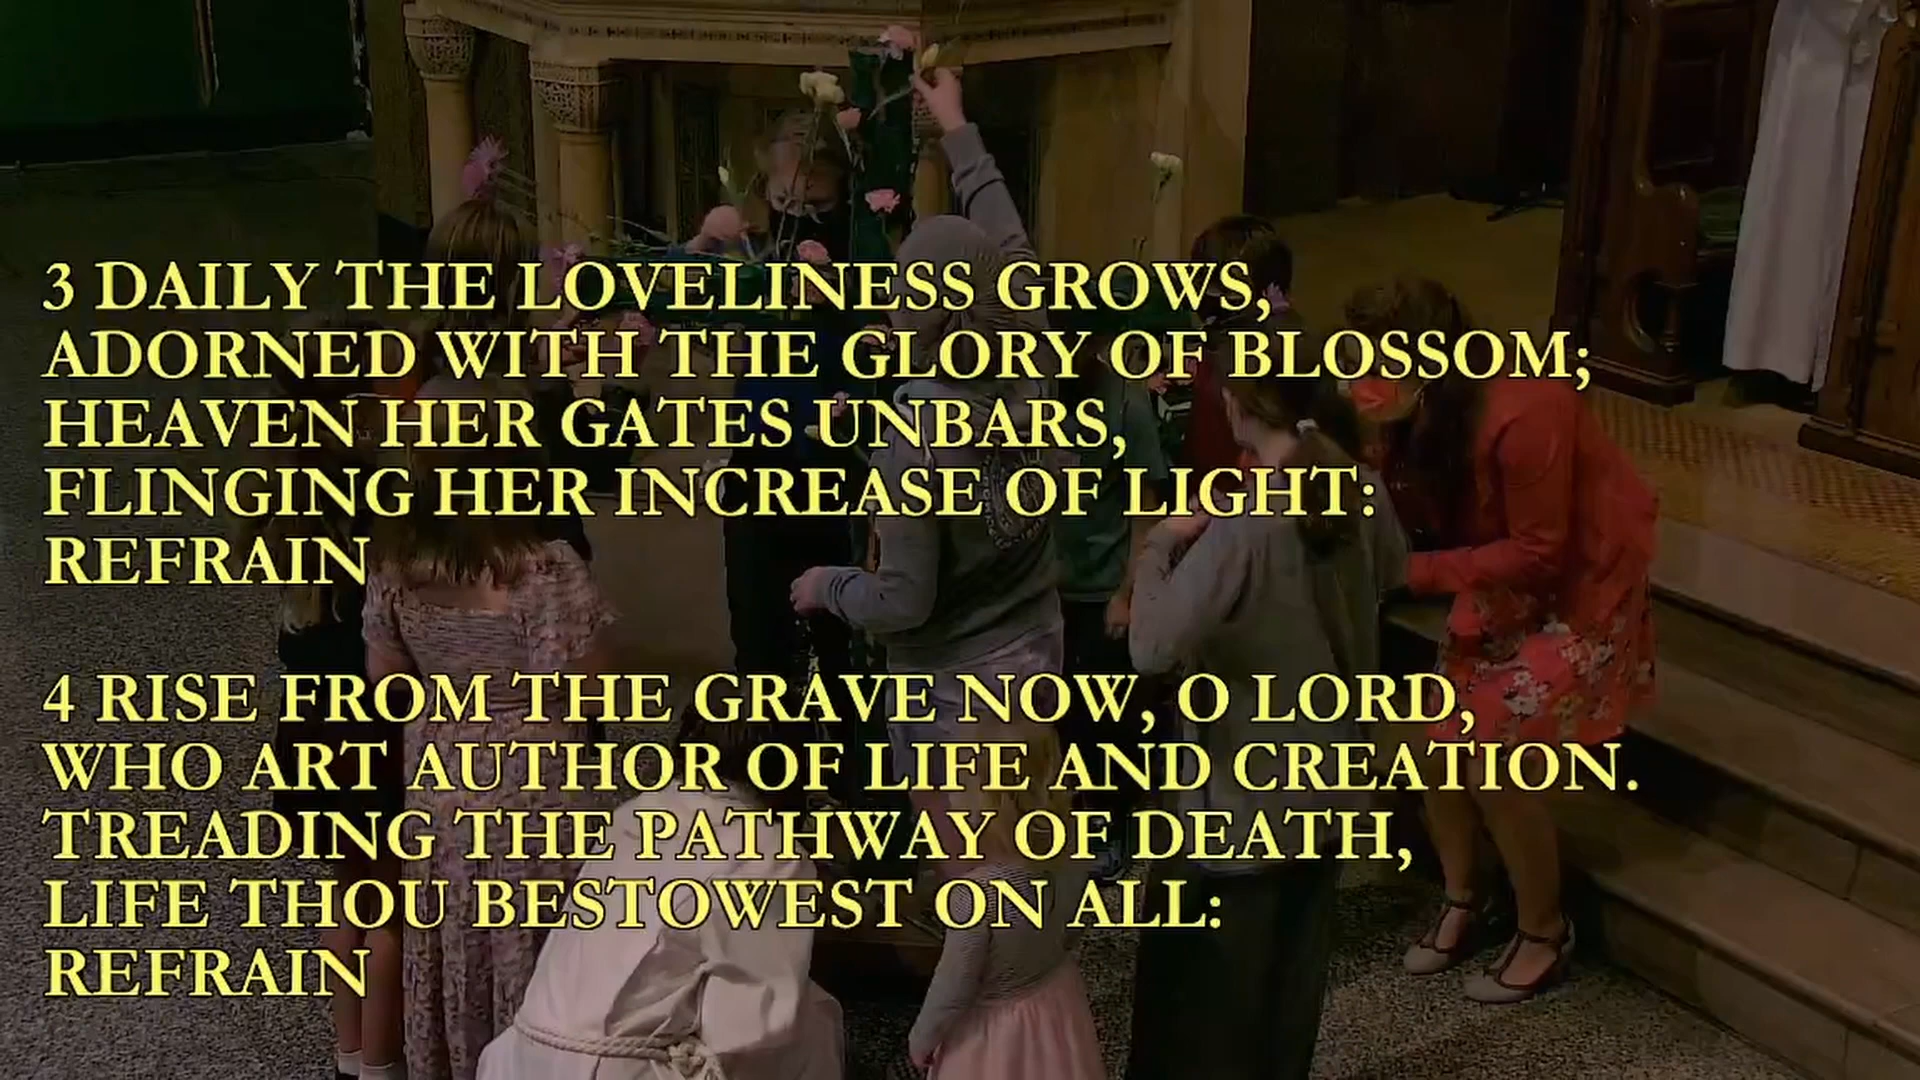 3 DAILY THE LOVELINESS GROWS,
ADORNED WITH THE GLORY OF BLOSSOM;
HEAVEN HER GATES UNBARS,
FLINGING HER INCREASE OF LIGHT:
REFRAIN
4 RISE FROM THE GRAVE NOW, O LORD,
WHO ART AUTHOR OF LIFE AND CREATION.
TREADING THE PATHWAY OF DEATH,
LIFE THOU BESTOWEST ON ALL:
REFRAIN